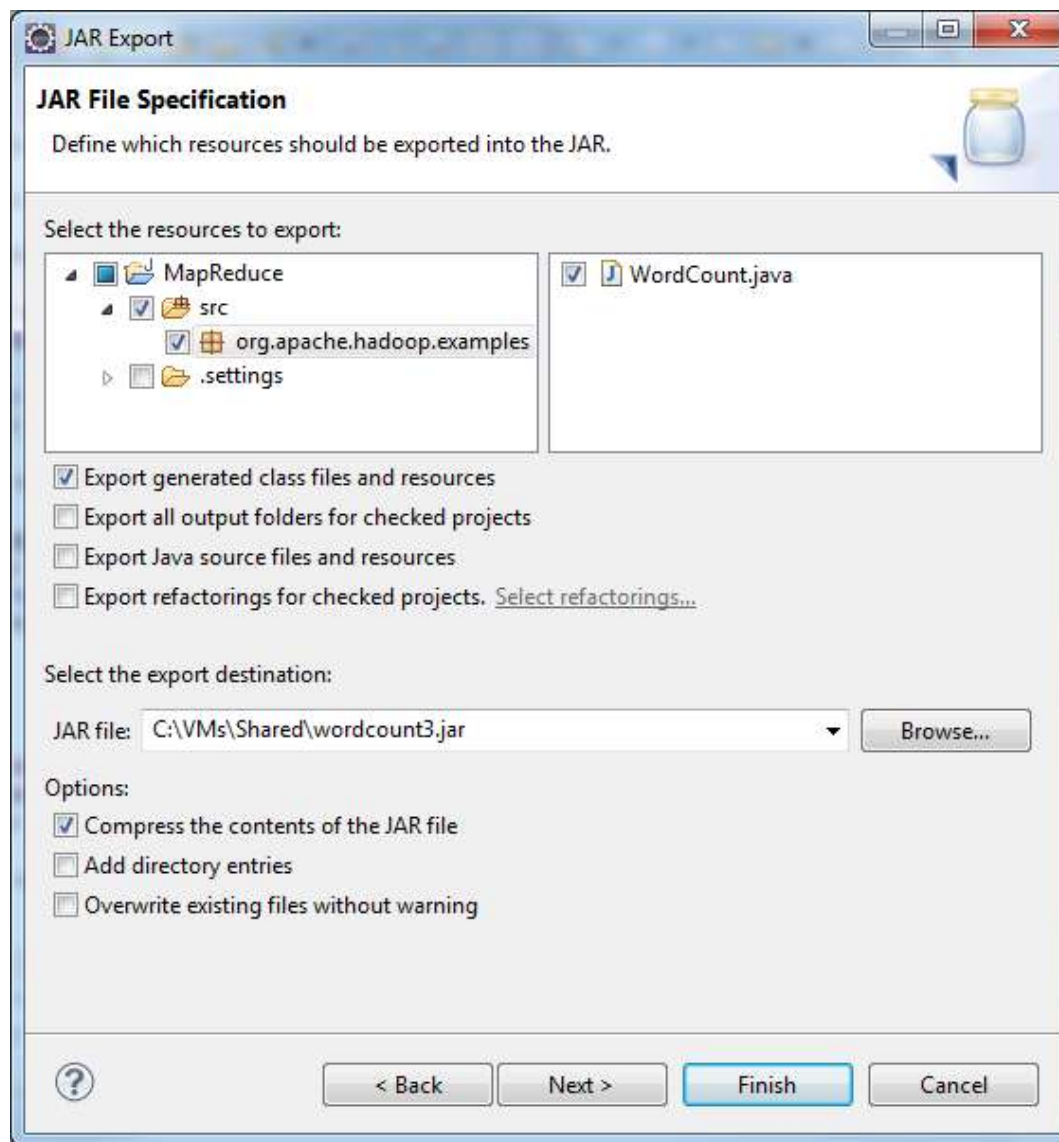 JAR Export
JAR File Specification
Define which resources should be exported into the JAR.
Select the resources to export:
MapReduce
src
org.apache.hadoop.examples
.settings
WordCount.java
Export generated class files and resources
Export all output folders for checked projects
Export Java source files and resources
Export refactorings for checked projects. Select refactorings...
Select the export destination:
JAR file: C:\VMs\Shared\wordcount3.jar Browse...
Options:
Compress the contents of the JAR file
Add directory entries
Overwrite existing files without warning
? < Back Next > Finish Cancel